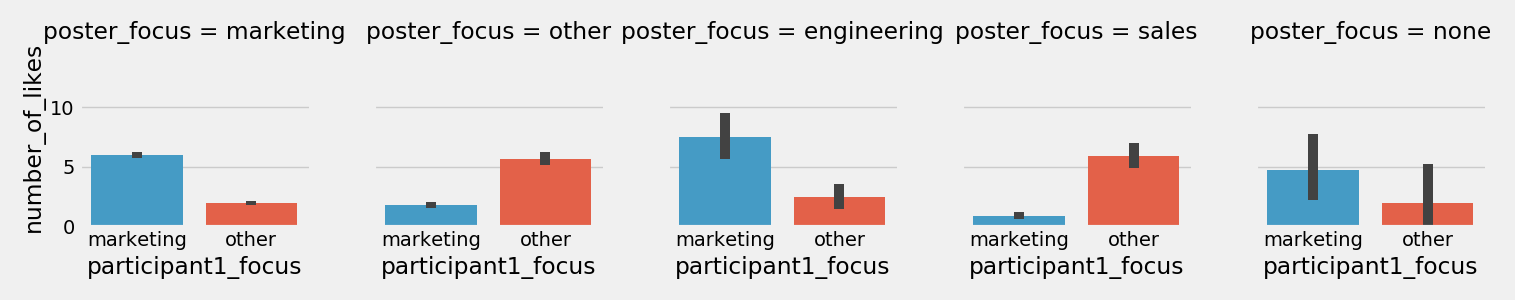 poster_focus = marketing poster_focus = other poster_focus = engineering poster_focus = sales poster_focus = none
number_of_likes
10
5
0
marketing other marketing other marketing other marketing other marketing other
participant1_focus participant1_focus participant1_focus participant1_focus participant1_focus